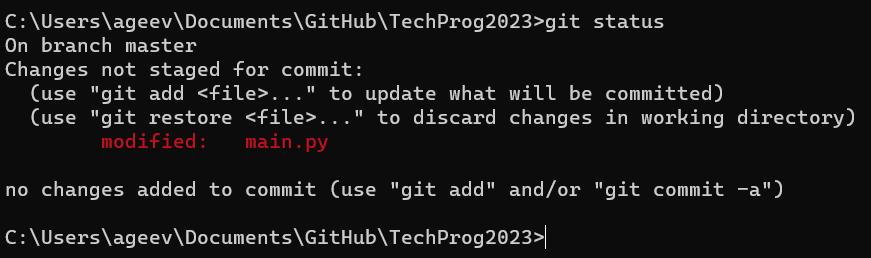 C:\Users\ageev\Documents\GitHub\TechProg2023>git status
On branch master
Changes not staged for commit:
  (use "git add <file>..." to update what will be committed)
  (use "git restore <file>..." to discard changes in working directory)
        modified:   main.py

no changes added to commit (use "git add" and/or "git commit -a")

C:\Users\ageev\Documents\GitHub\TechProg2023>